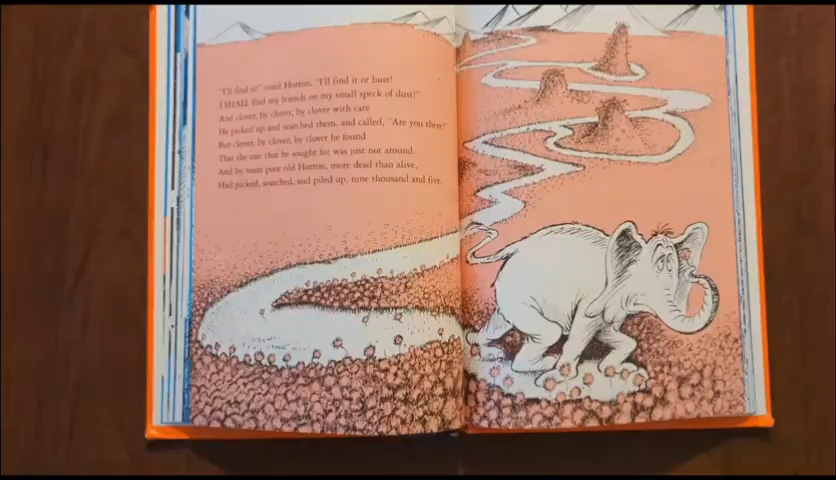 "I'll find it!" cried Horton. "I'll find it or bust!
I SHALL find my friends on my small speck of dust!"
And clover, by clover, by clover with care
He picked up and searched them, and called, "Are you there?"
But clover, by clover, by clover he found
That the one that he sought for was just not around.
And by noon poor old Horton, more dead than alive,
Had picked, searched, and piled up, nine thousand and five.